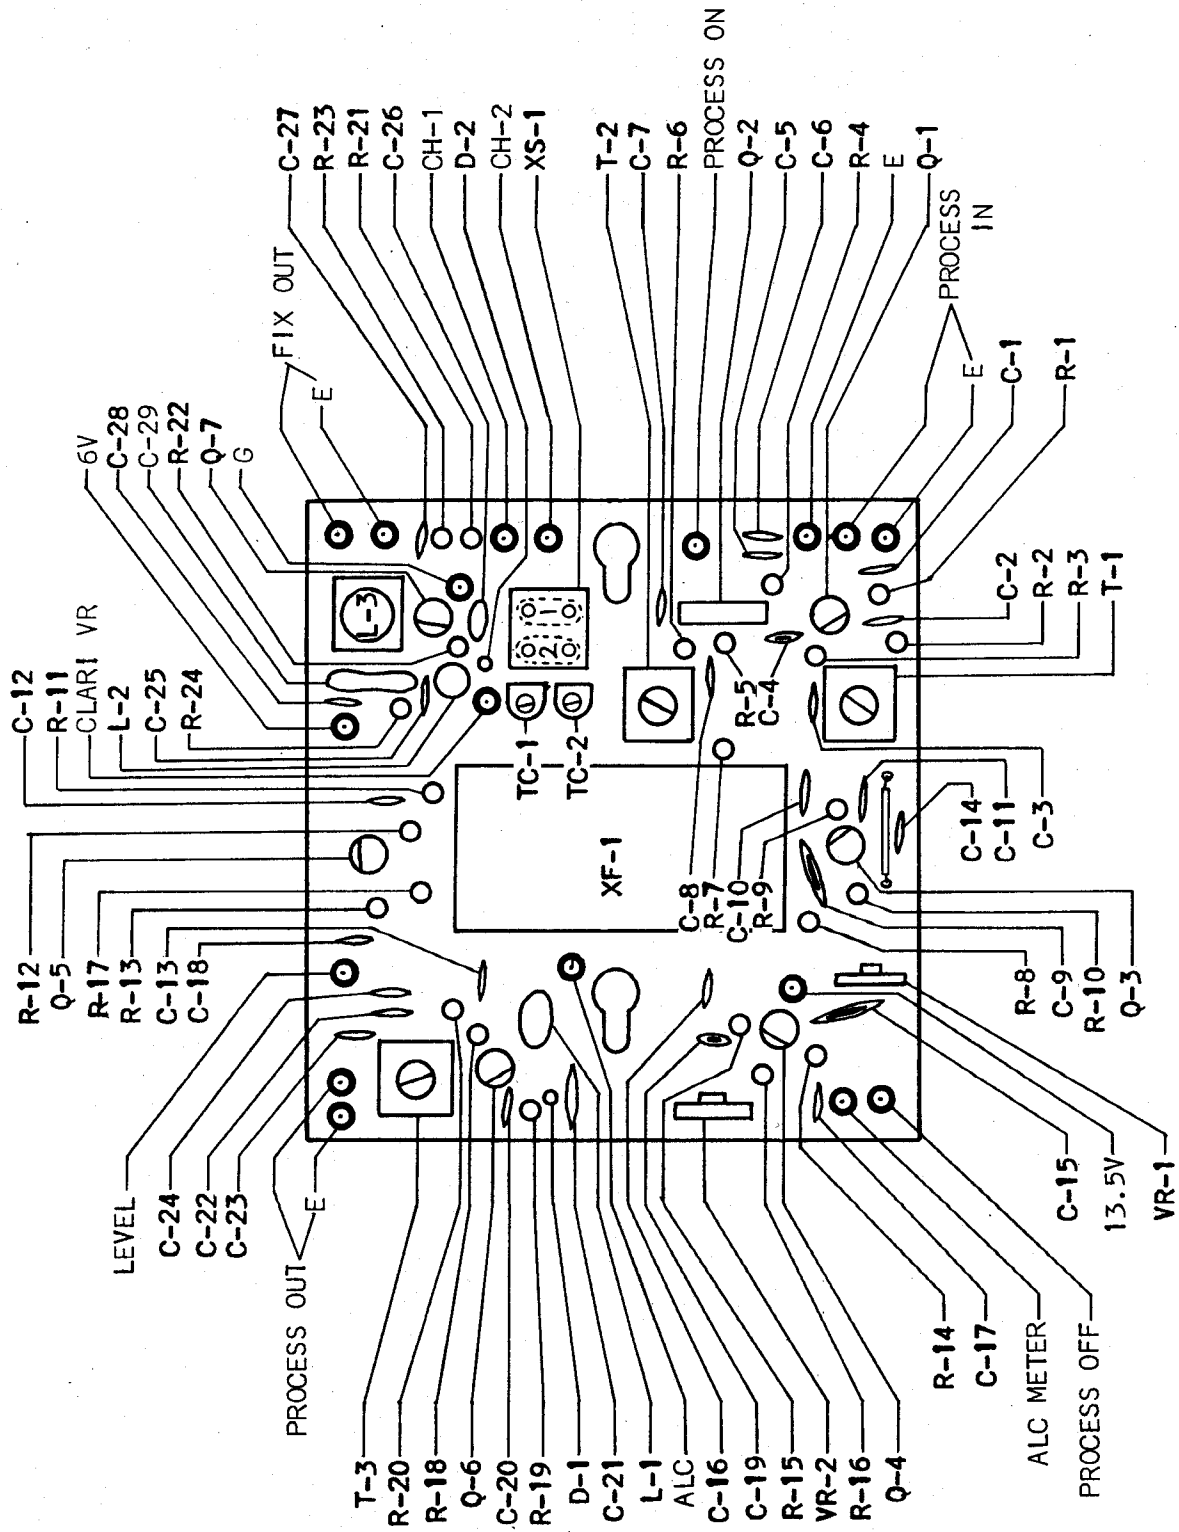 C-27
R-23
R-21
C-26
CH-1
D-2
CH-2
XS-1
T-2
C-7
R-6
PROCESS ON
Q-2
C-5
C-6
R-4
E
Q-1
PROCESS
IN
E
C-1
R-1
FIX OUT
E
6V
C-28
C-29
R-22
Q-7
G
C-12
R-11
CLARI VR
L-2
C-25
R-24
L-3
1
2
TC-1
TC-2
R-5
C-4
C-2
R-2
R-3
T-1
XF-1
C-8
R-7
C-10
R-9
C-14
C-11
C-3
R-12
Q-5
R-17
R-13
C-13
C-18
R-8
C-9
R-10
Q-3
LEVEL
C-24
C-22
C-23
PROCESS OUT
E
C-15
13.5V
VR-1
T-3
R-20
R-18
Q-6
C-20
R-19
D-1
C-21
L-1
ALC
C-16
C-19
R-15
VR-2
R-16
Q-4
R-14
C-17
ALC METER
PROCESS OFF